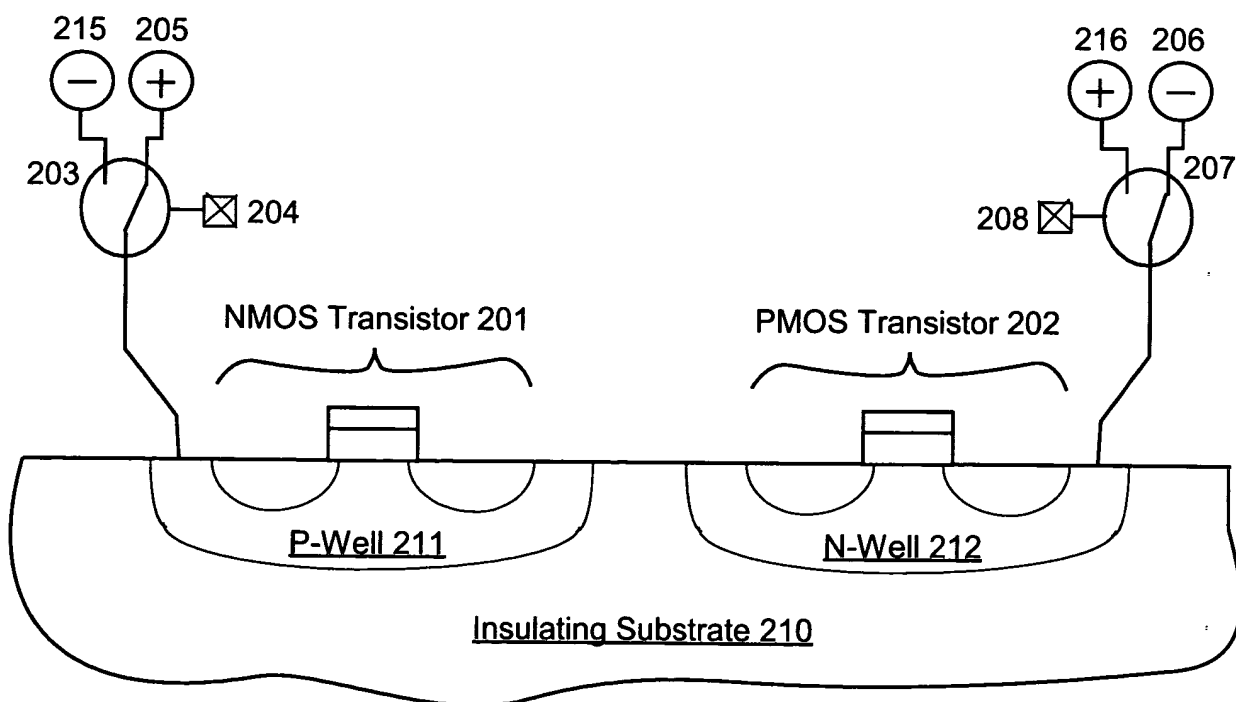 215 205
216 206
− +
+ −
203
207
204
208
NMOS Transistor 201
PMOS Transistor 202
P-Well 211
N-Well 212
Insulating Substrate 210